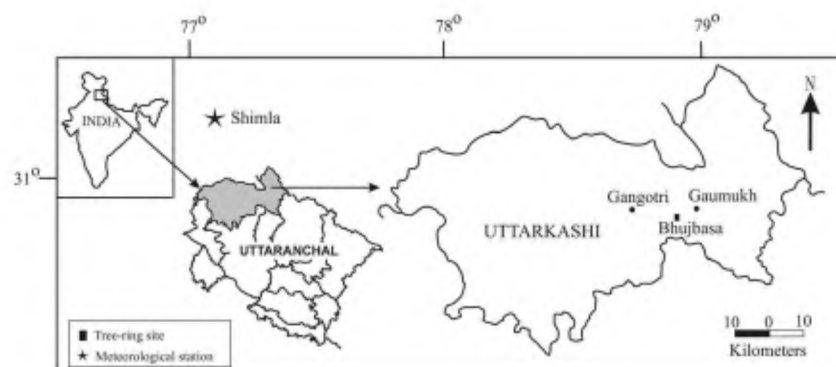 77°
78°
79°
INDIA
Shimla
N
31°
Gangotri
Gaumukh
Bhujbasa
UTTARKASHI
UTTARANCHAL
Tree-ring site
Meteorological station
10 0 10
Kilometers